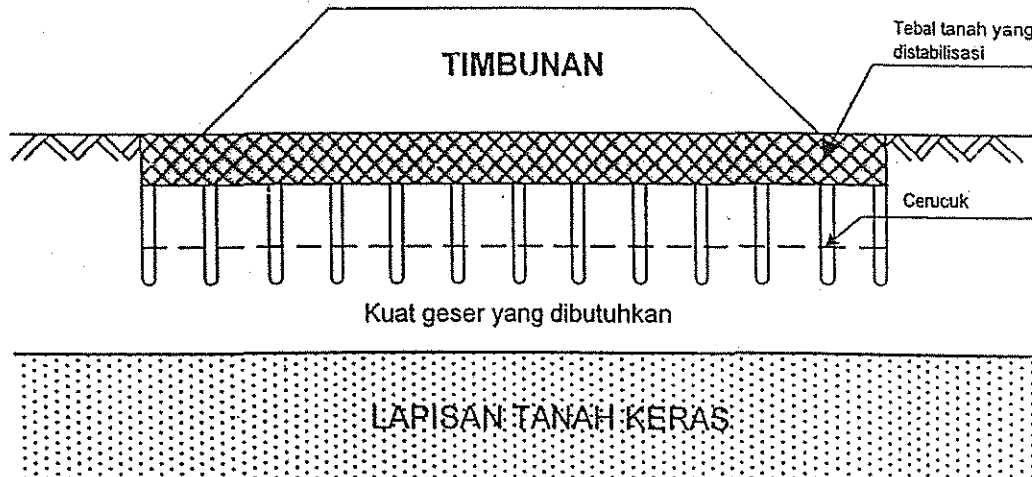 Tebal tanah yang
distabilisasi
TIMBUNAN
Cerucuk
Kuat geser yang dibutuhkan
LAPISAN TANAH KERAS